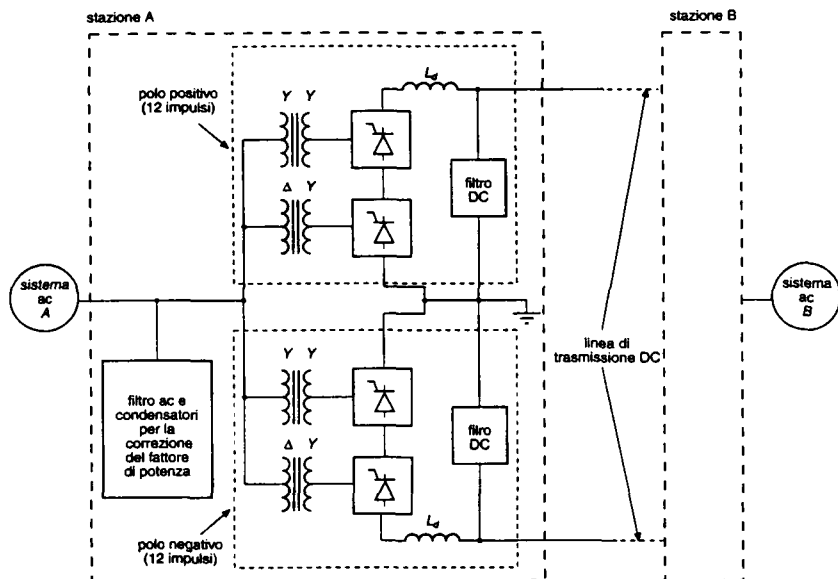 stazione A
stazione B
polo positivo
(12 impulsi)
Y Y
L_d
Δ Y
filtro
DC
sistema
ac
A
sistema
ac
B
linea di
trasmissione DC
filtro ac e
condensatori
per la
correzione
del fattore
di potenza
Y Y
Δ Y
filro
DC
L_d
polo negativo
(12 impulsi)